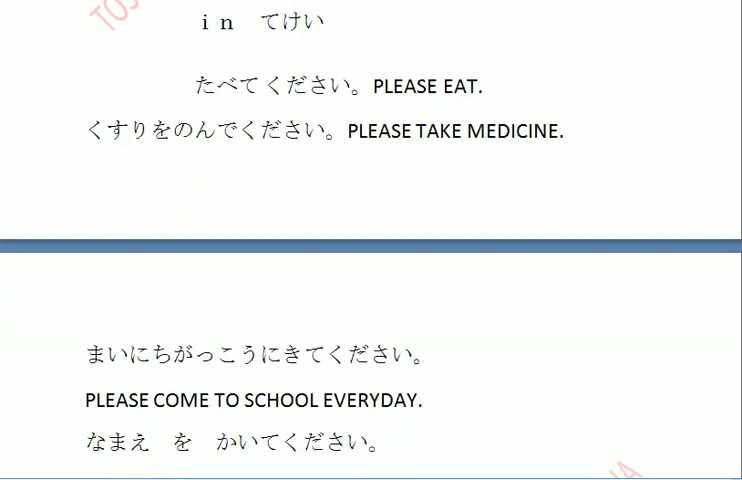 ｉｎ　てけい
たべてください。PLEASE EAT.
くすりをのんでください。PLEASE TAKE MEDICINE.
まいにちがっこうにきてください。
PLEASE COME TO SCHOOL EVERYDAY.
なまえ　を　かいてください。